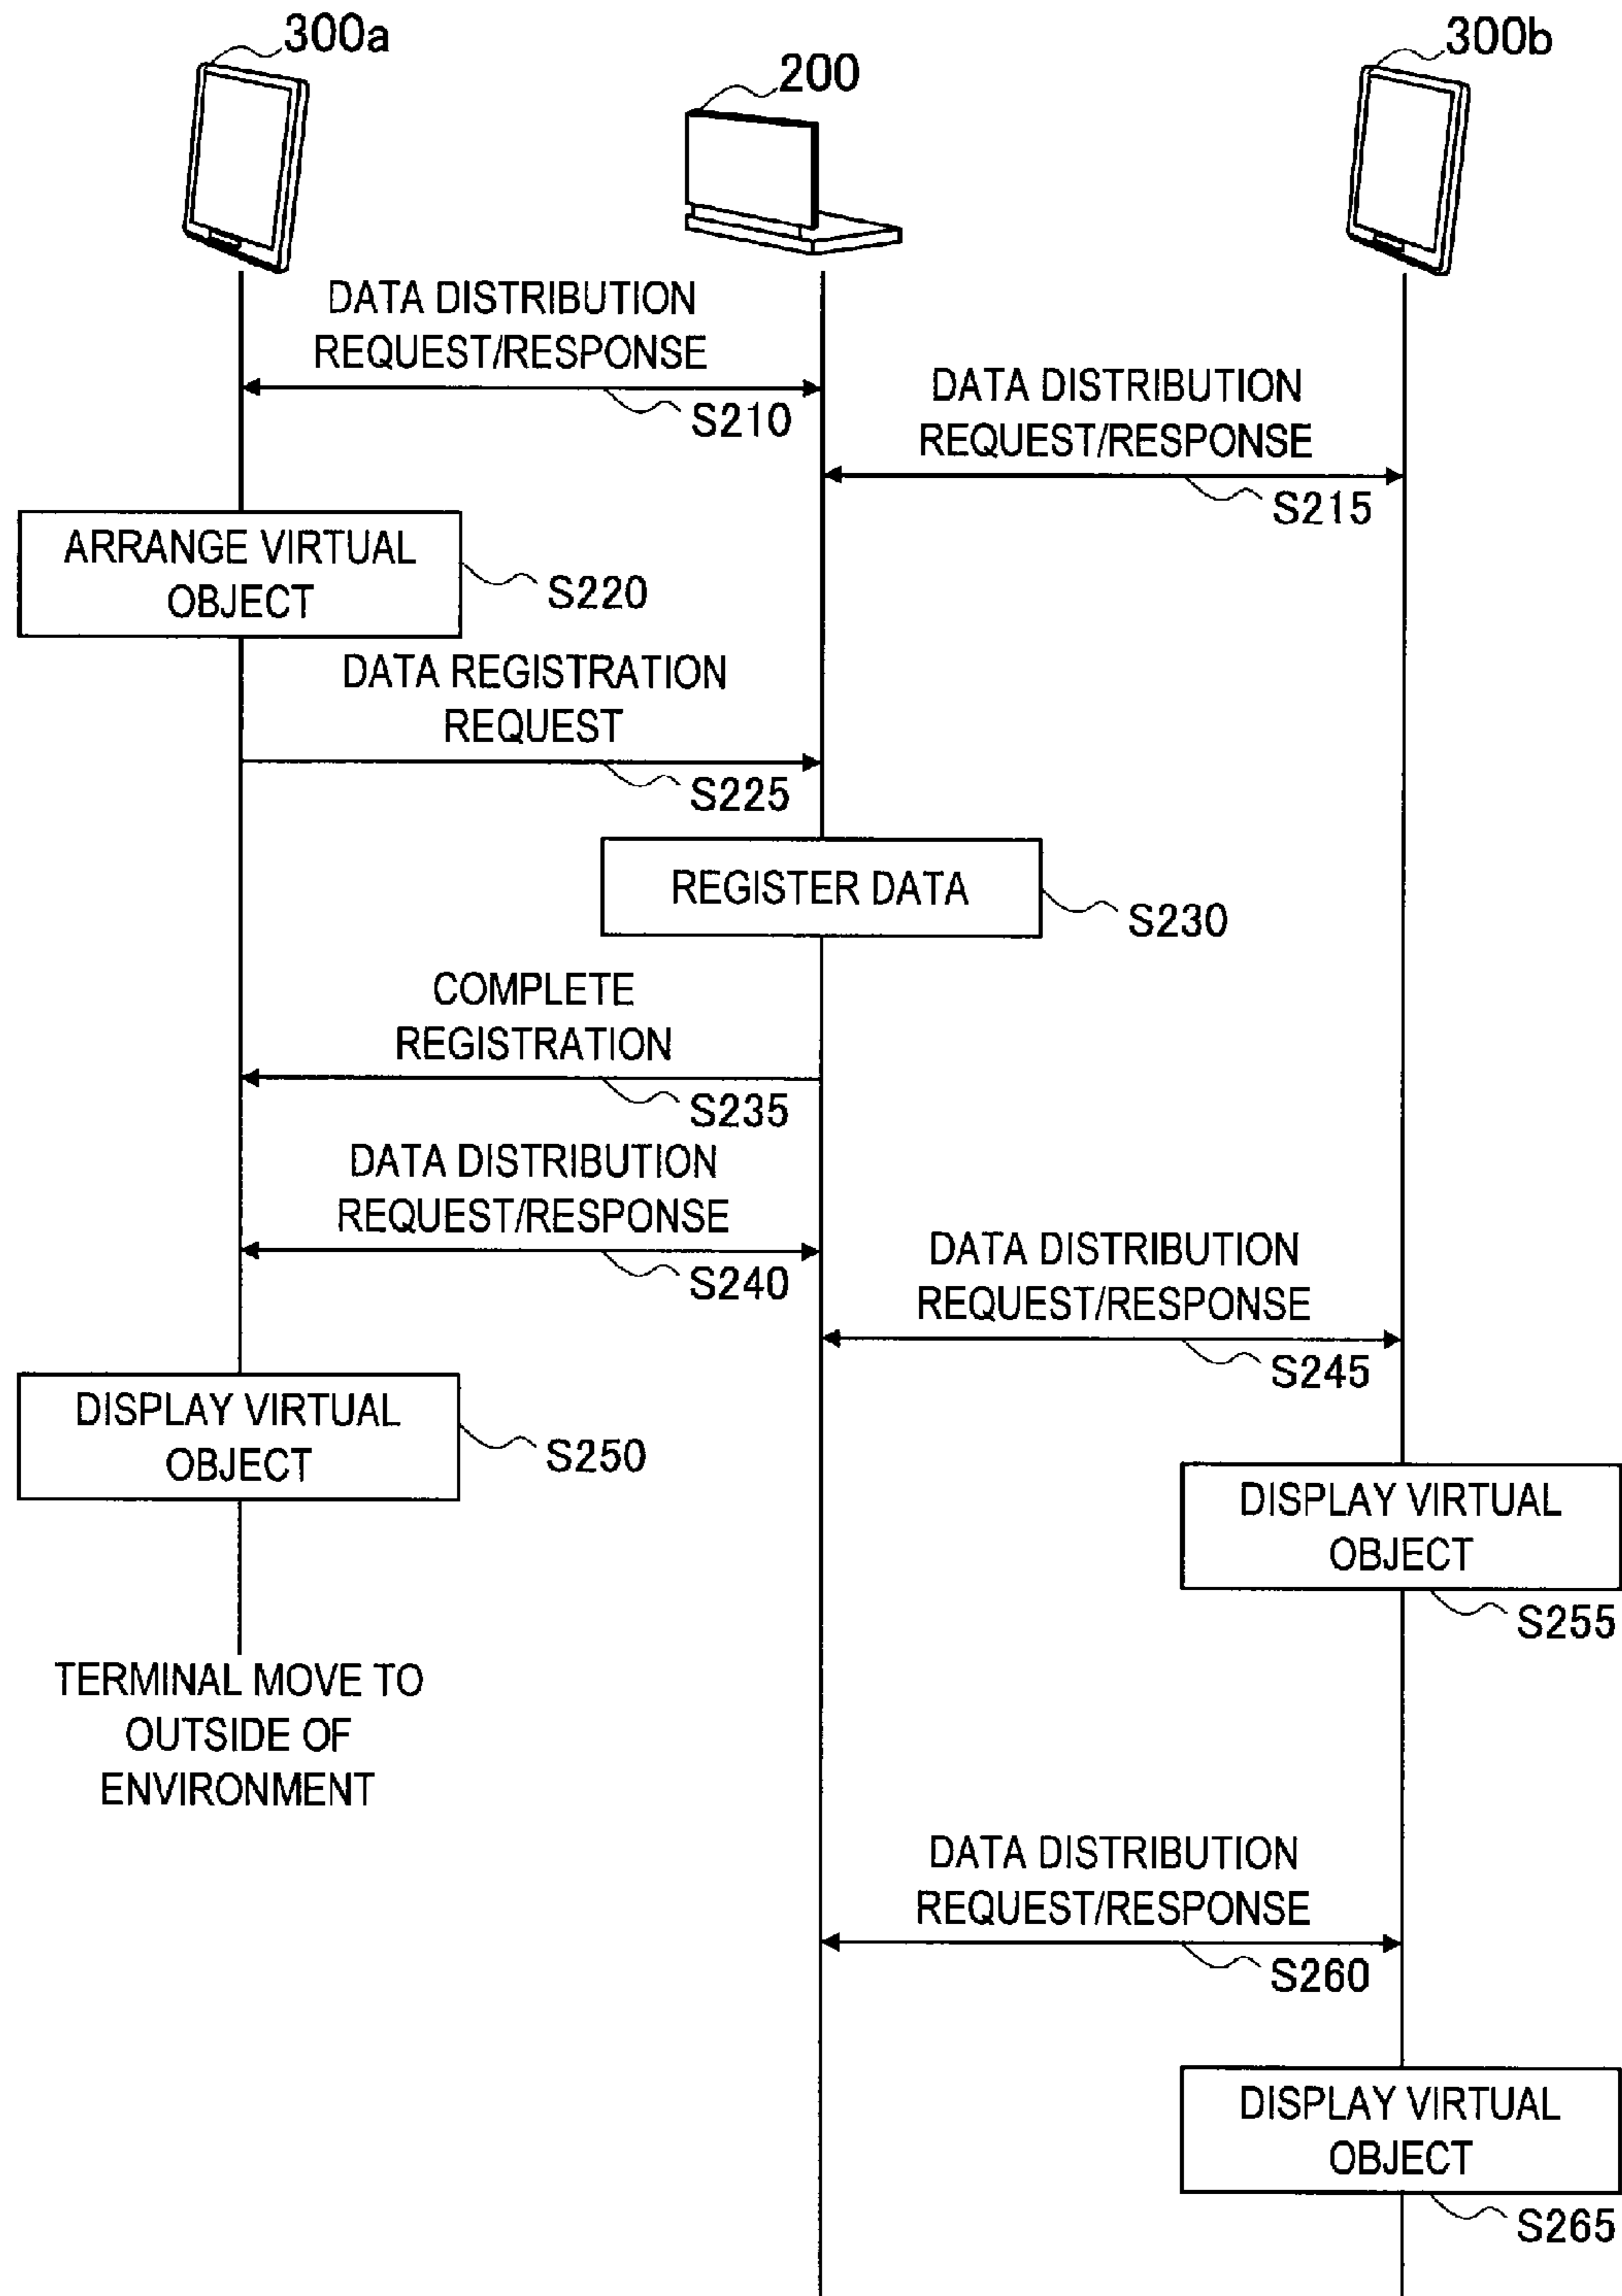 300a
200
300b
DATA DISTRIBUTION
REQUEST/RESPONSE
S210
DATA DISTRIBUTION
REQUEST/RESPONSE
S215
ARRANGE VIRTUAL
OBJECT
S220
DATA REGISTRATION
REQUEST
S225
REGISTER DATA
S230
COMPLETE
REGISTRATION
S235
DATA DISTRIBUTION
REQUEST/RESPONSE
S240
DATA DISTRIBUTION
REQUEST/RESPONSE
S245
DISPLAY VIRTUAL
OBJECT
S250
DISPLAY VIRTUAL
OBJECT
S255
TERMINAL MOVE TO
OUTSIDE OF
ENVIRONMENT
DATA DISTRIBUTION
REQUEST/RESPONSE
S260
DISPLAY VIRTUAL
OBJECT
S265